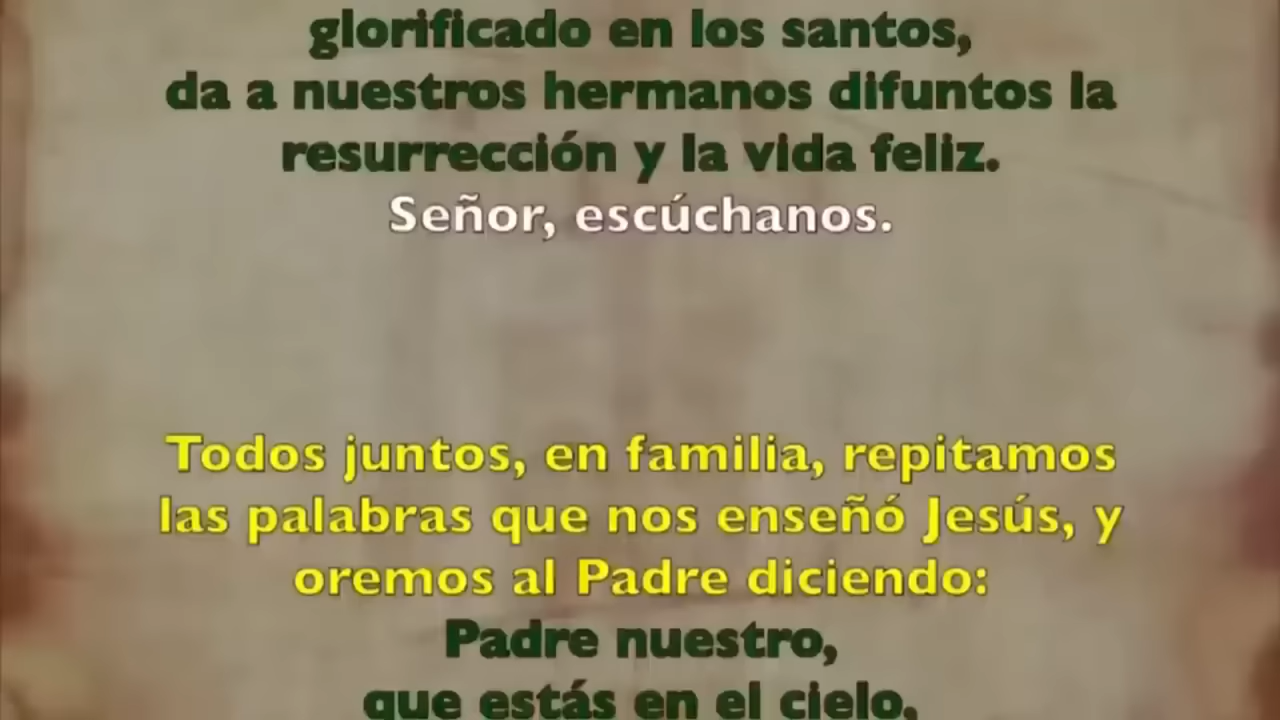 glorificado en los santos,
da a nuestros hermanos difuntos la
resurrección y la vida feliz.
Señor, escúchanos.
Todos juntos, en familia, repitamos
las palabras que nos enseñó Jesús, y
oremos al Padre diciendo:
Padre nuestro,
que estás en el cielo,